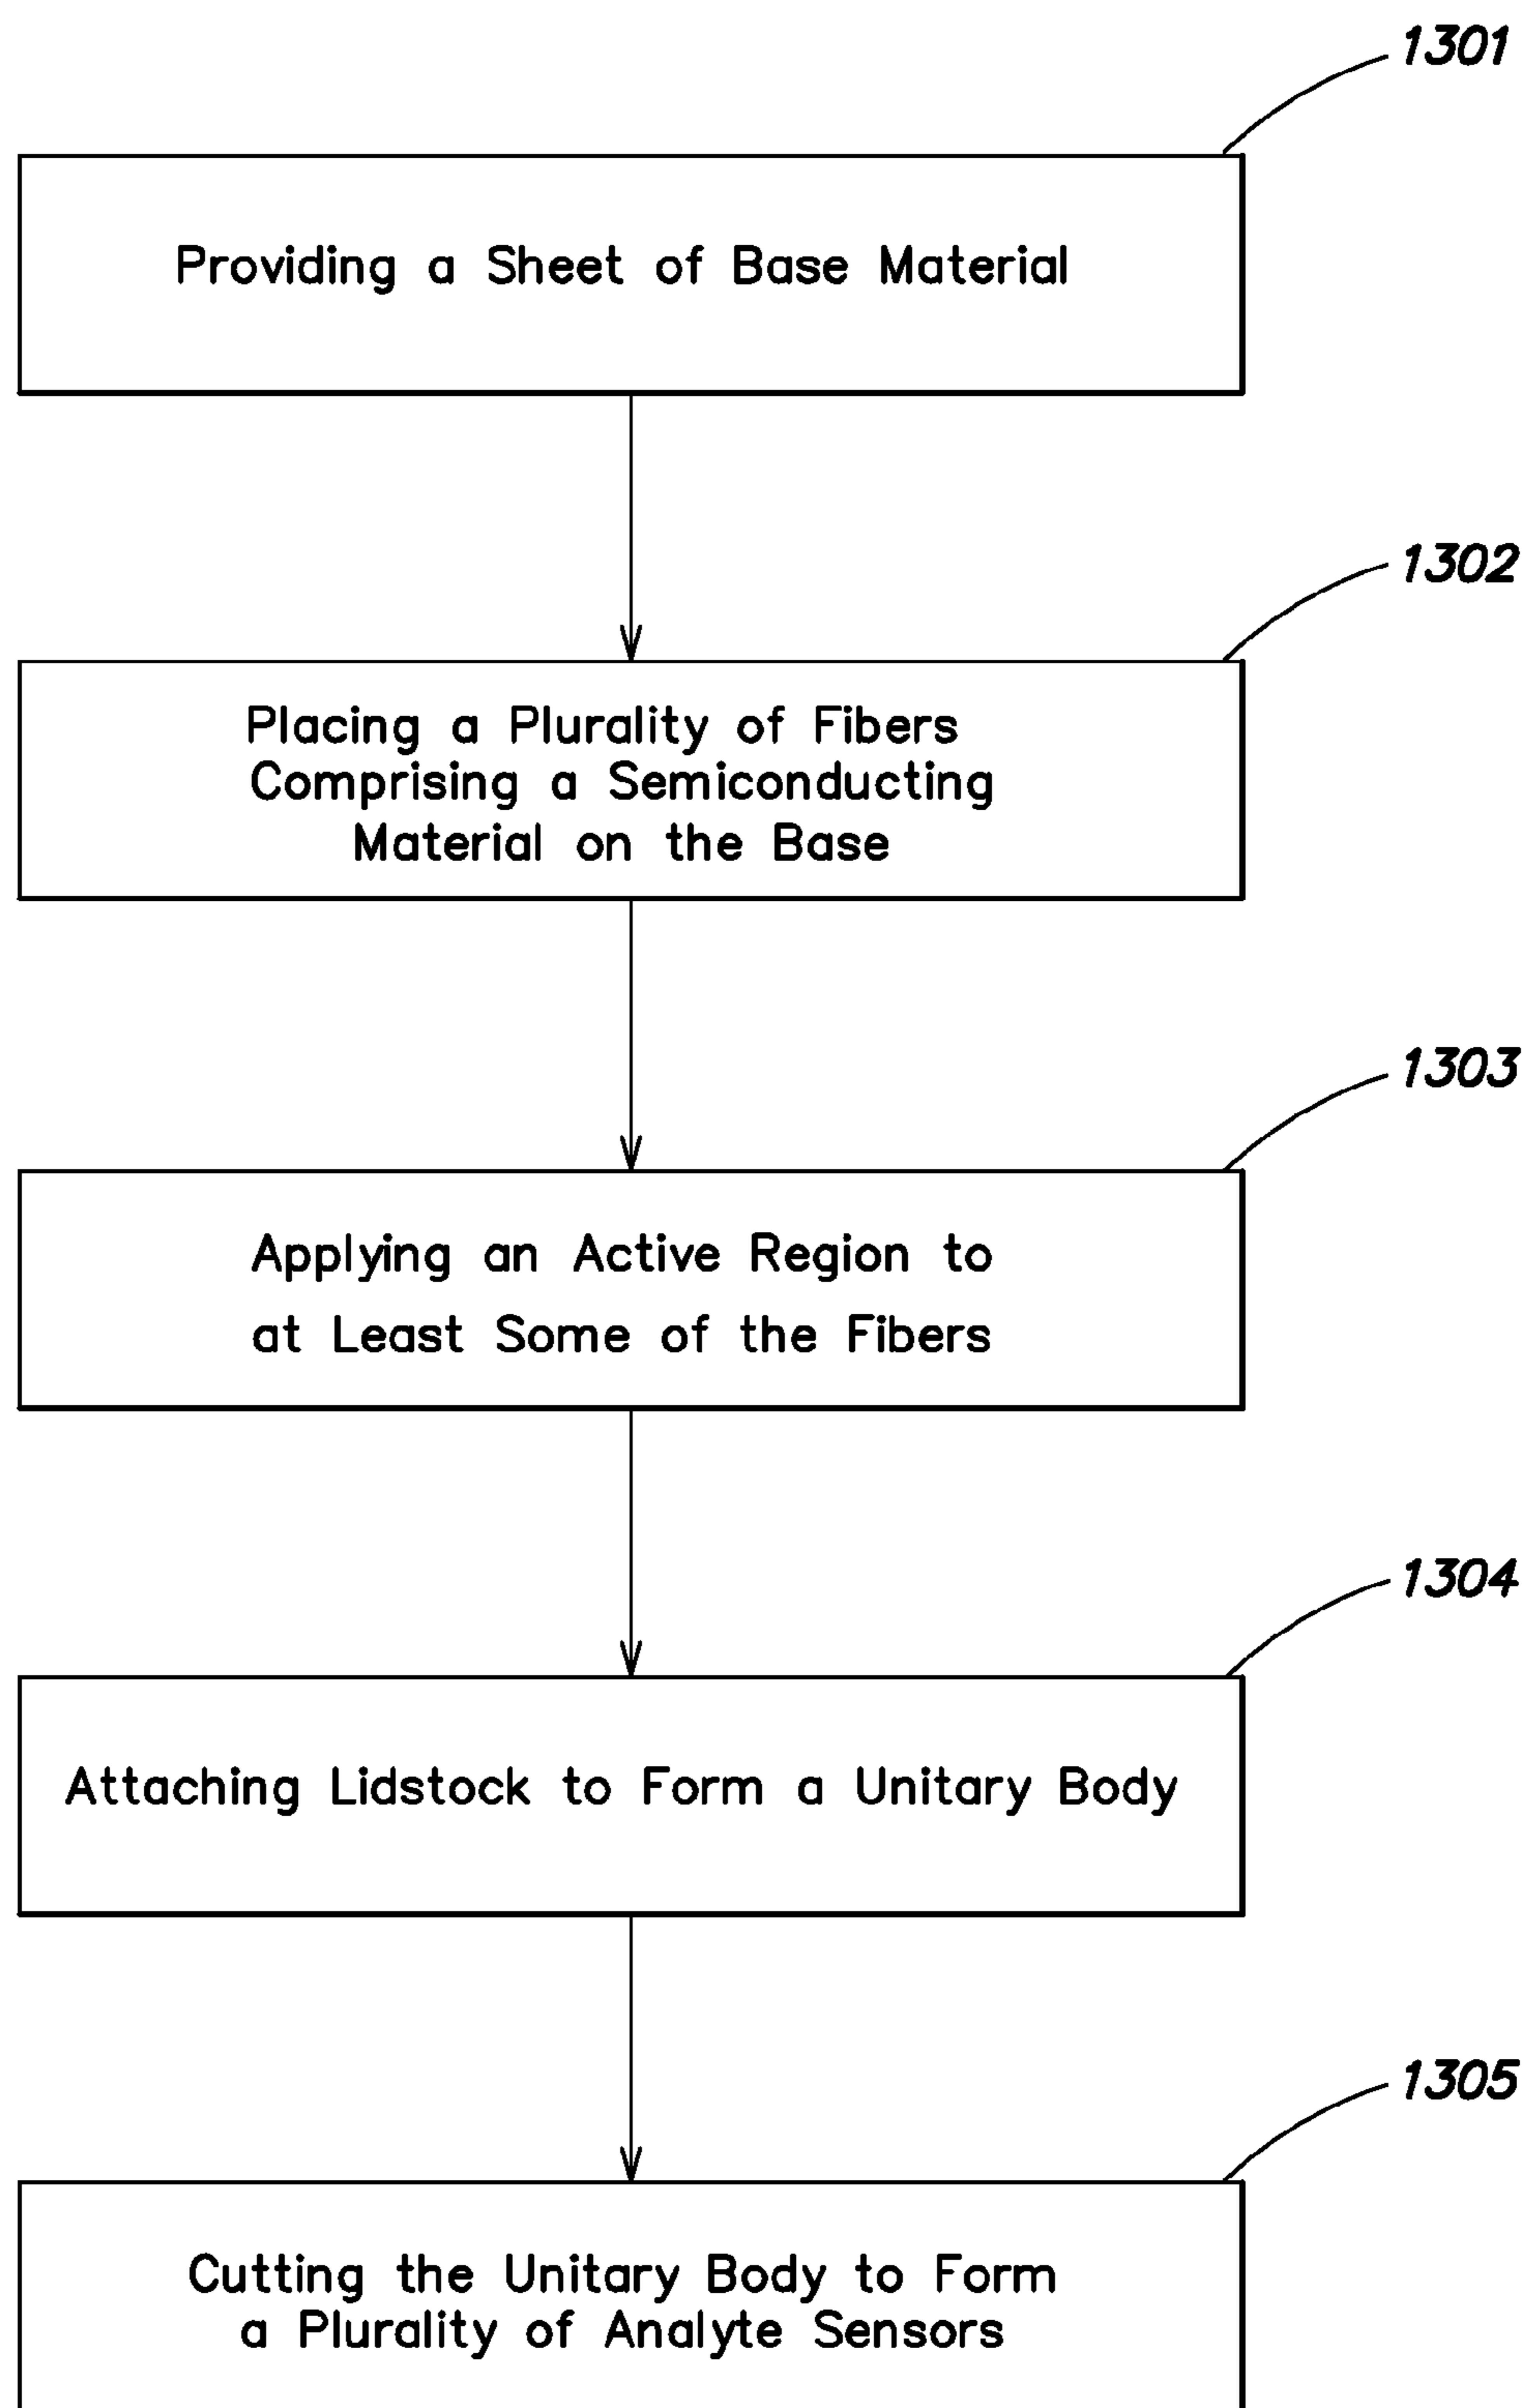 1301
Providing a Sheet of Base Material
1302
Placing a Plurality of Fibers
Comprising a Semiconducting
Material on the Base
1303
Applying an Active Region to
at Least Some of the Fibers
1304
Attaching Lidstock to Form a Unitary Body
1305
Cutting the Unitary Body to Form
a Plurality of Analyte Sensors